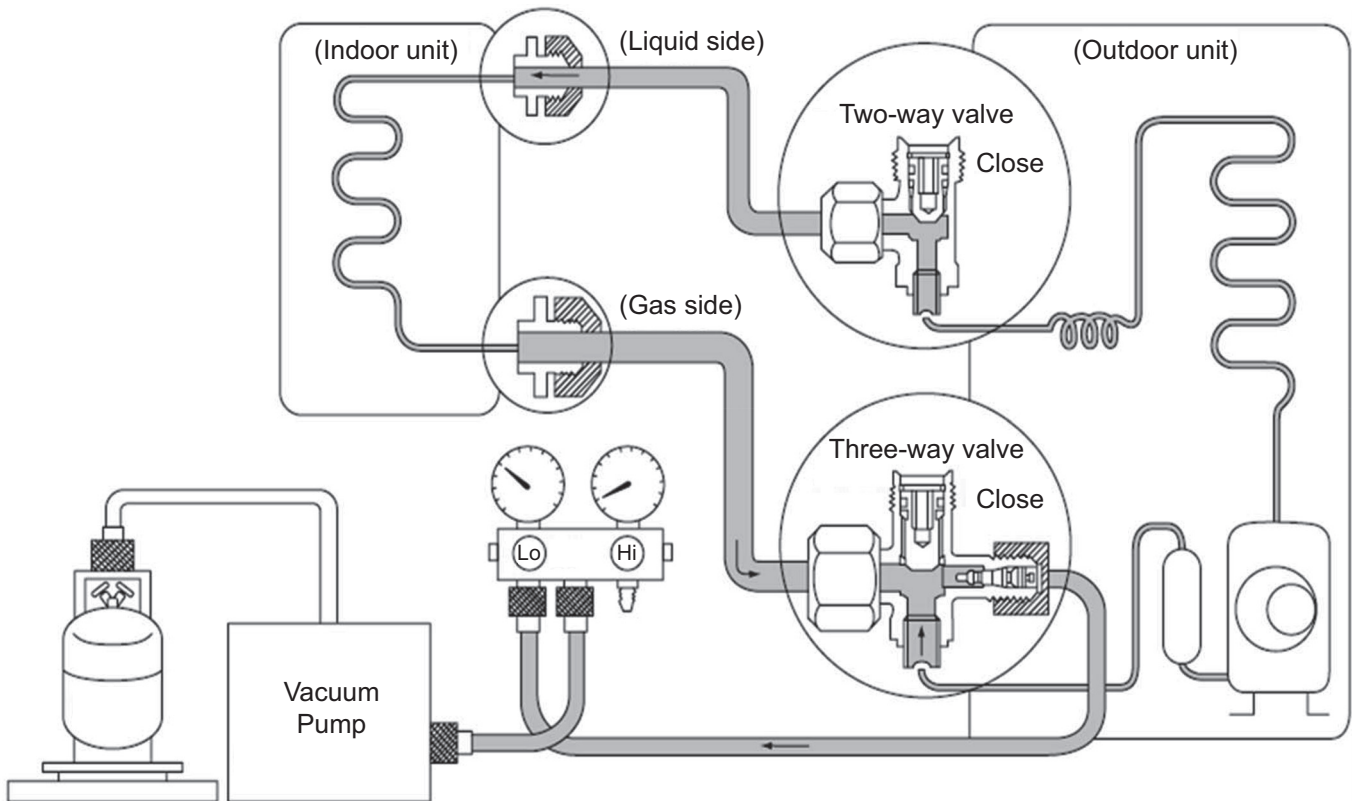 (Indoor unit)
(Liquid side)
(Outdoor unit)
Two-way valve
Close
(Gas side)
Three-way valve
Close
Lo
Hi
Vacuum
Pump